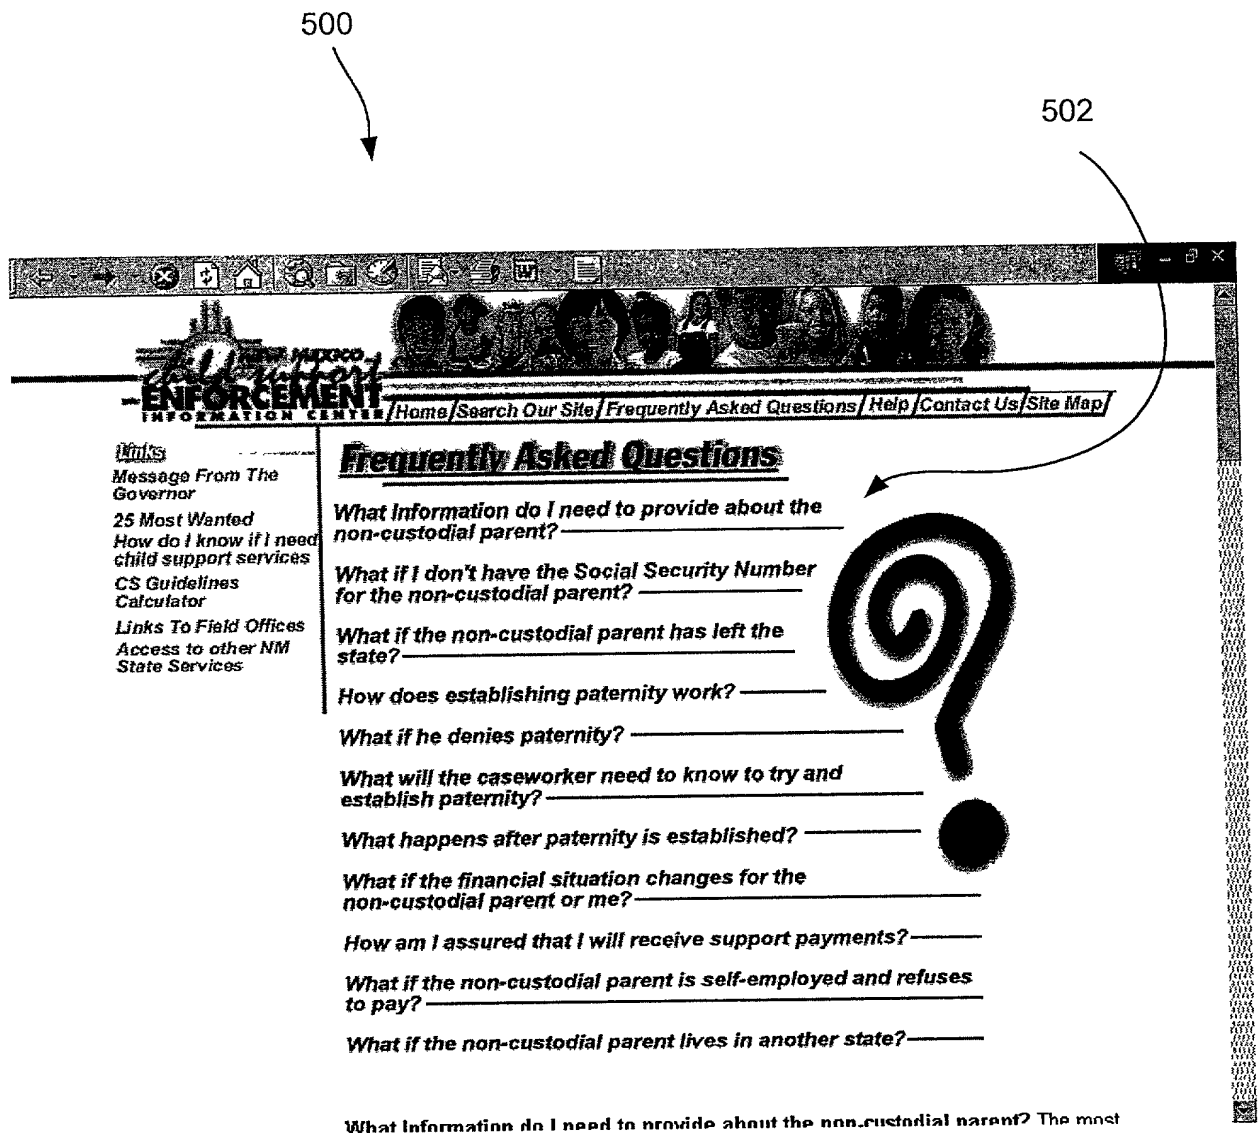 500
502
NEW MEXICO
child support
ENFORCEMENT
INFORMATION CENTER
Home/Search Our Site/Frequently Asked Questions/Help/Contact Us/Site Map/
Links
Message From The
Governor
25 Most Wanted
How do I know if I need
child support services
CS Guidelines
Calculator
Links To Field Offices
Access to other NM
State Services
Frequently Asked Questions
What Information do I need to provide about the
non-custodial parent?
What if I don't have the Social Security Number
for the non-custodial parent?
What if the non-custodial parent has left the
state?
How does establishing paternity work?
What if he denies paternity?
What will the caseworker need to know to try and
establish paternity?
What happens after paternity is established?
What if the financial situation changes for the
non-custodial parent or me?
How am I assured that I will receive support payments?
What if the non-custodial parent is self-employed and refuses
to pay?
What if the non-custodial parent lives in another state?
What Information do I need to provide about the non-custodial parent? The most